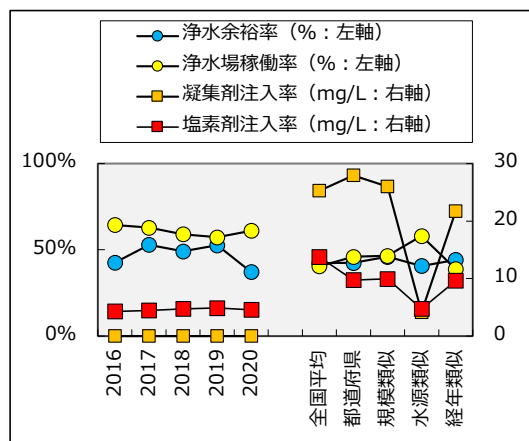 浄水余裕率（%：左軸）
浄水場稼働率（%：左軸）
凝集剤注入率（mg/L：右軸）
塩素剤注入率（mg/L：右軸）
100%
50%
0%
30
20
10
0
2016
2017
2018
2019
2020
全国平均
都道府県
規模類似
水源類似
経年類似